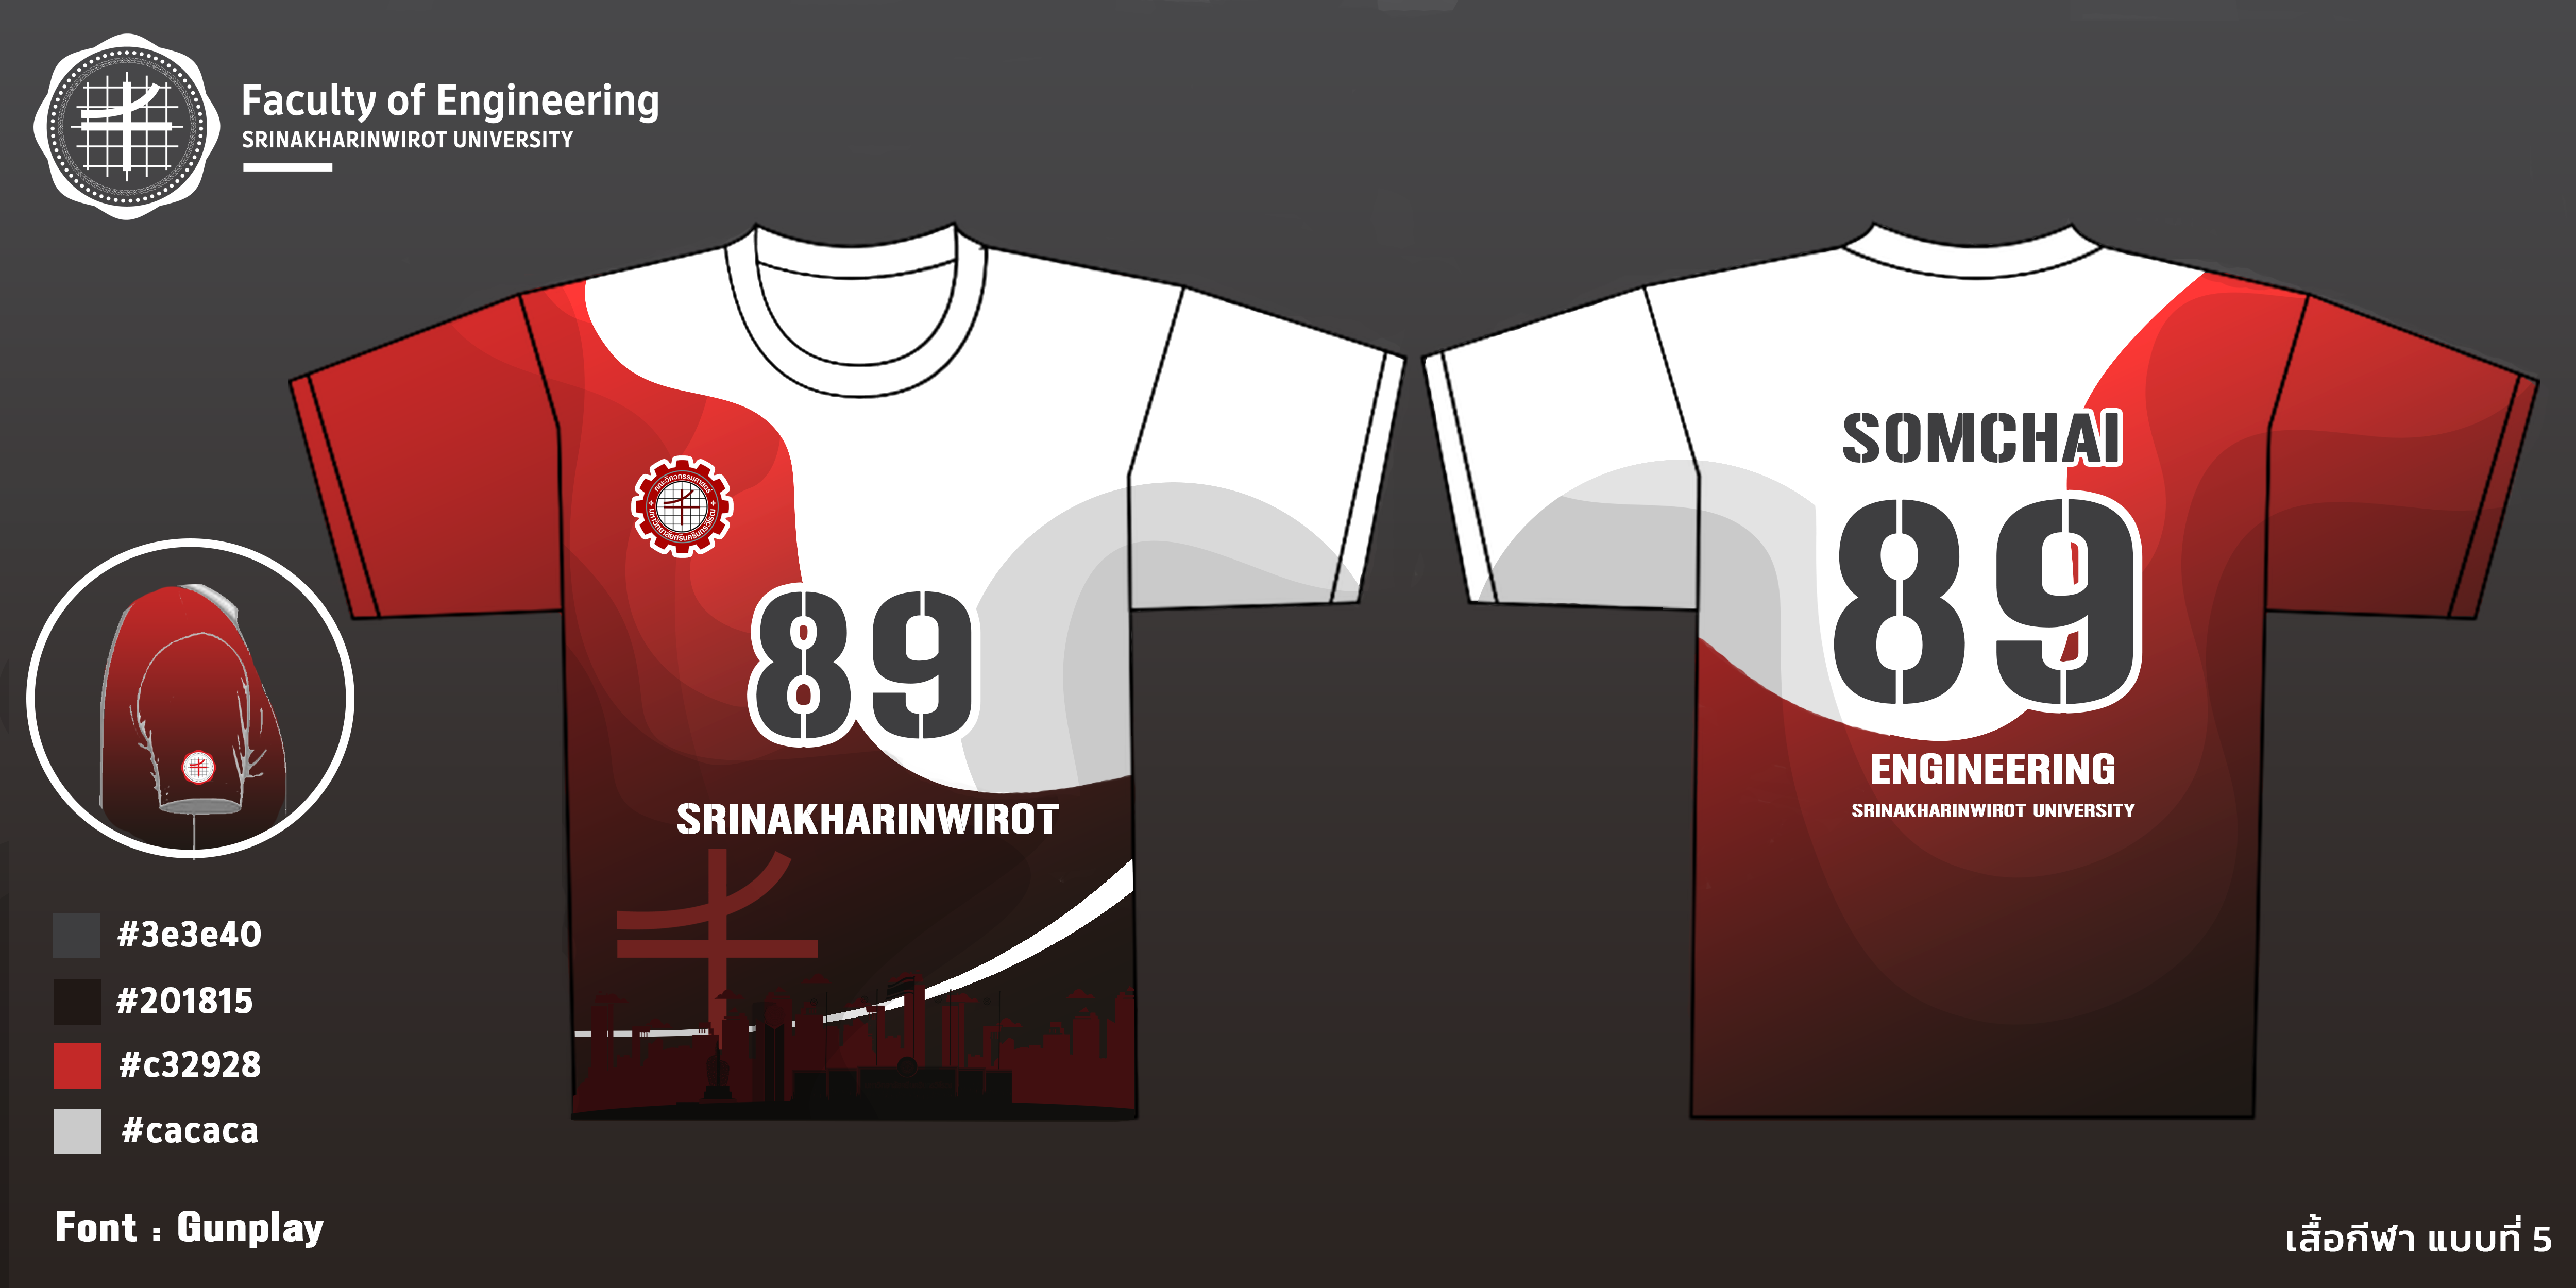 Faculty of Engineering
SRINAKHARINWIROT UNIVERSITY
คณะวิศวกรรมศาสตร์
มหาวิทยาลัยศรีนครินทรวิโรฒ
89
SRINAKHARINWIROT
SOMCHAI
89
ENGINEERING
SRINAKHARINWIROT UNIVERSITY
#3e3e40
#201815
#c32928
#cacaca
Font : Gunplay
เสื้อกีฬา แบบที่ 5